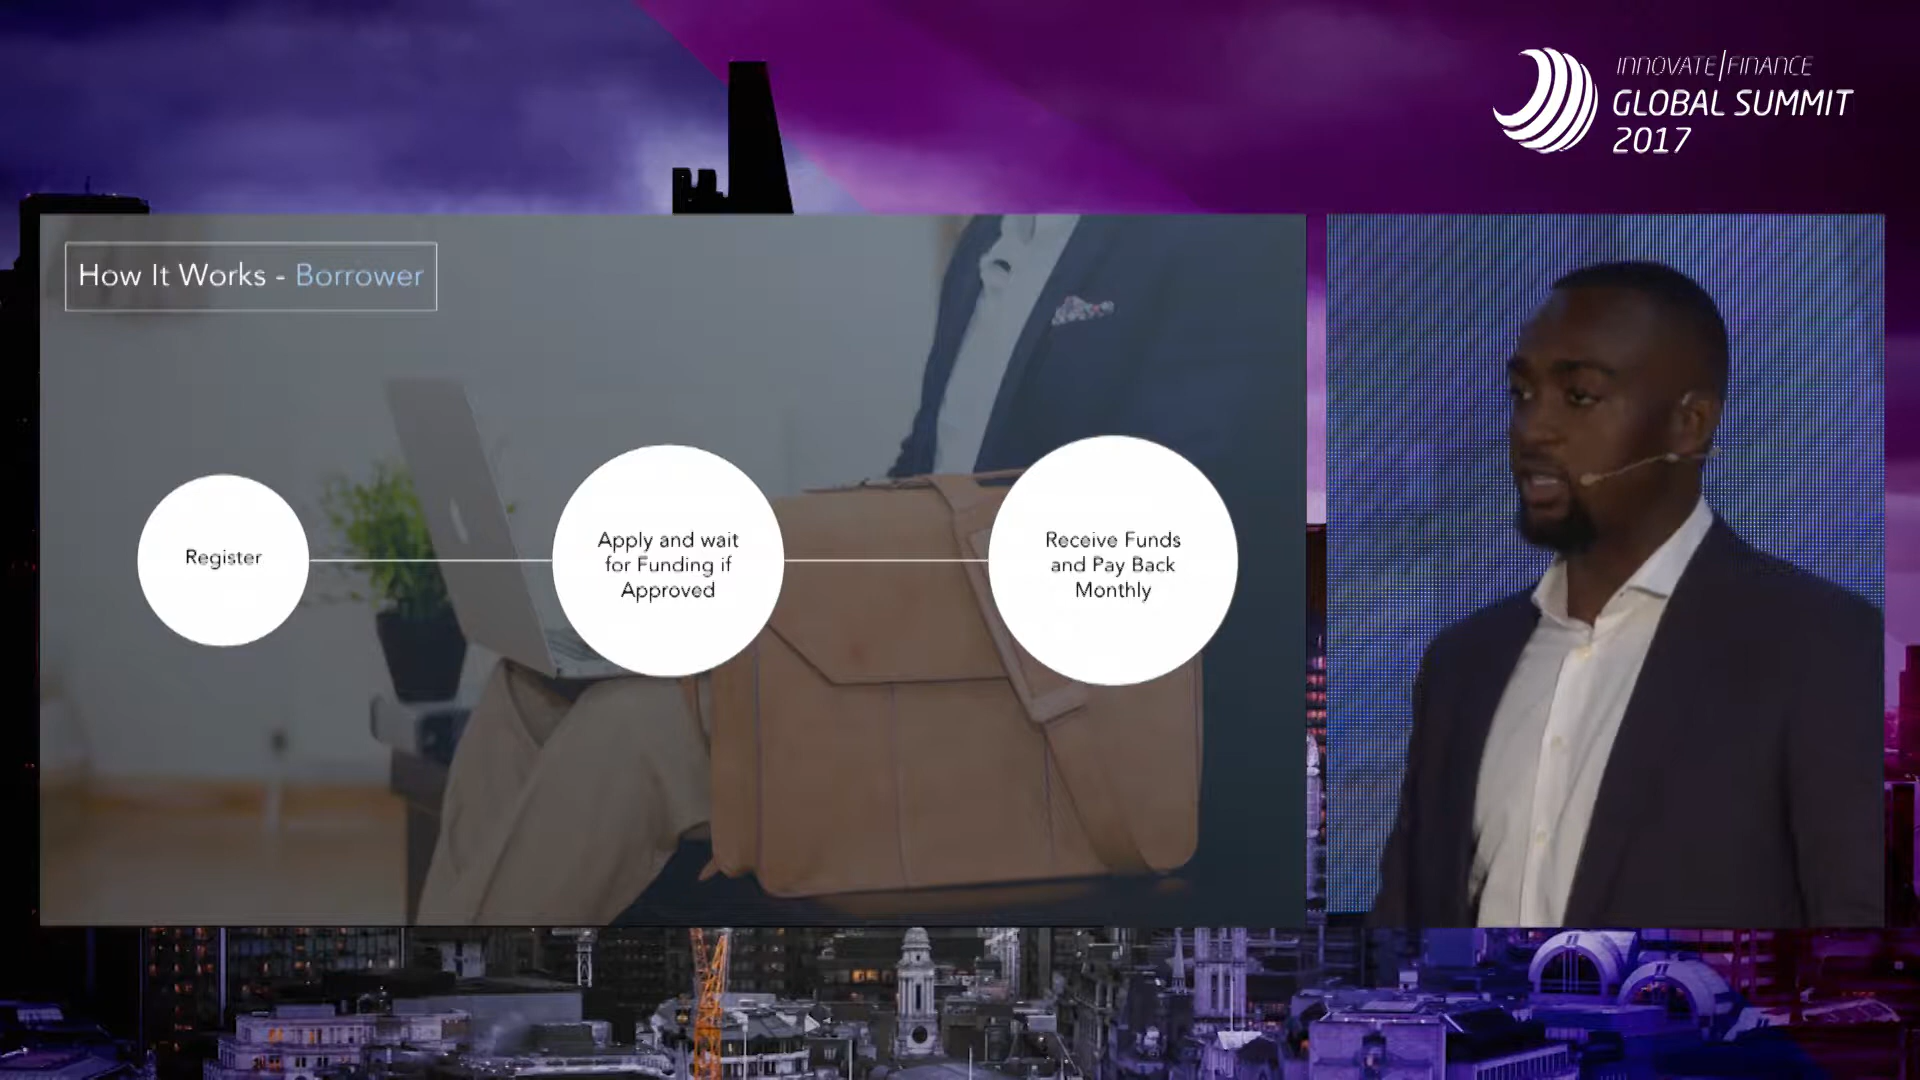 INNOVATE|FINANCE
GLOBAL SUMMIT
2017
How It Works - Borrower
Register
Apply and wait
for Funding if
Approved
Receive Funds
and Pay Back
Monthly